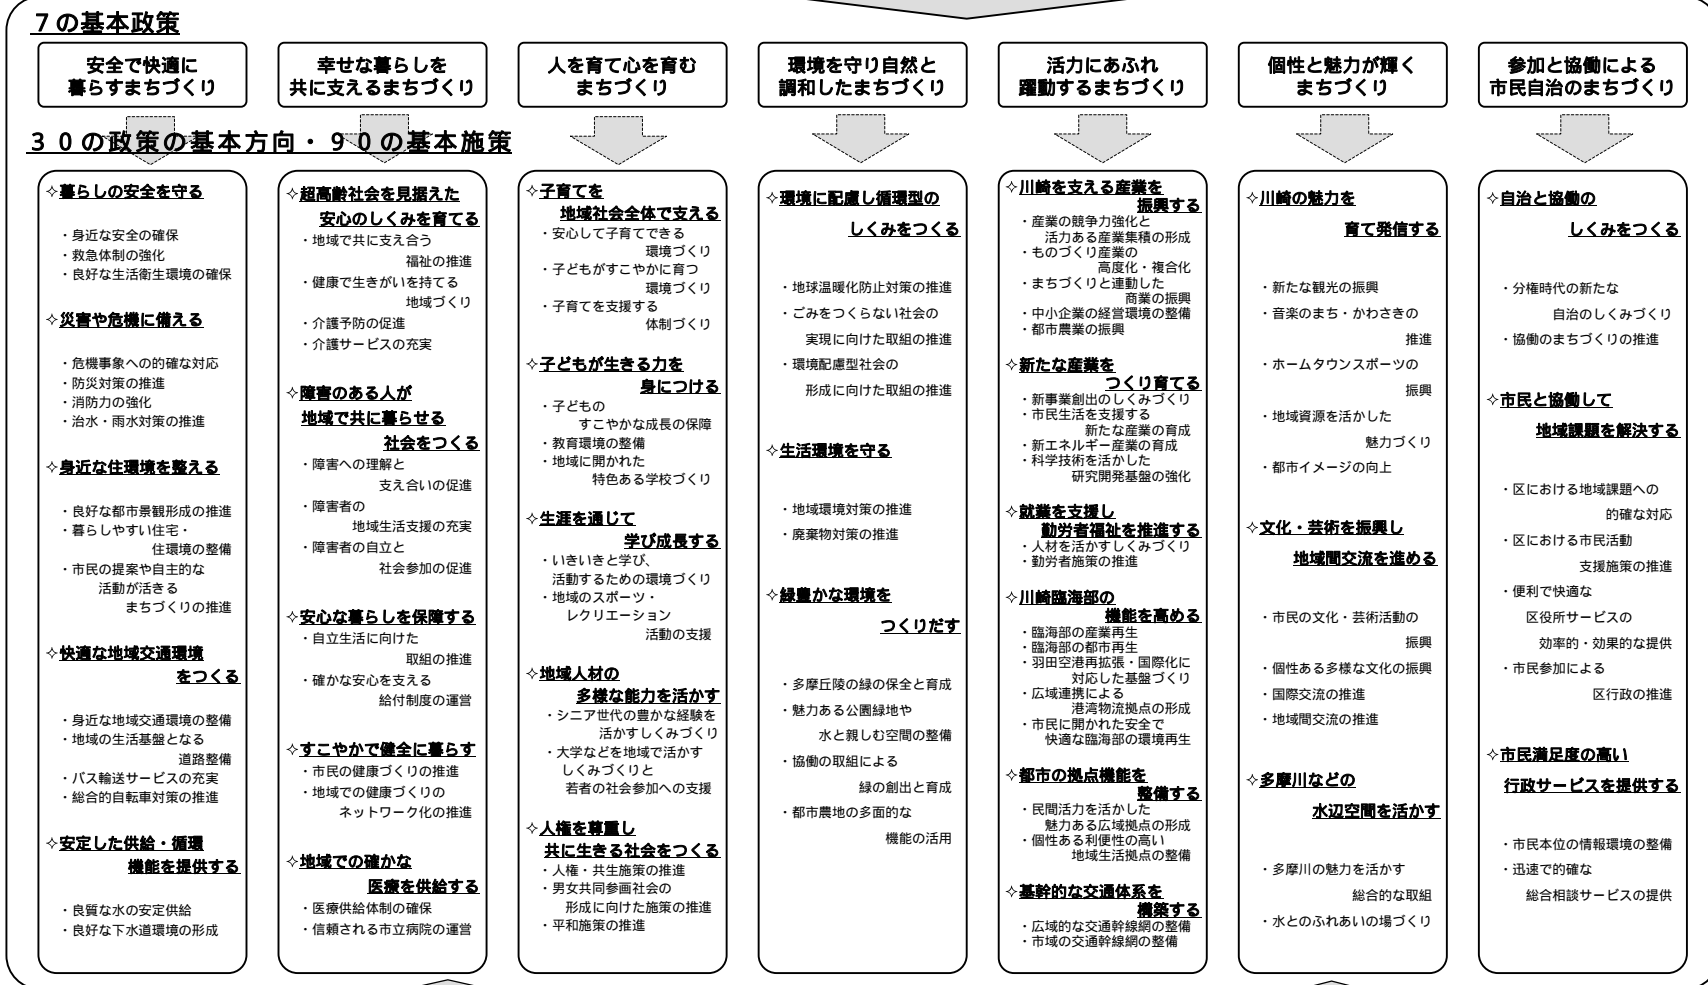 ７の基本政策
安全で快適に
暮らすまちづくり
幸せな暮らしを
共に支えるまちづくり
人を育て心を育む
まちづくり
環境を守り自然と
調和したまちづくり
活力にあふれ
躍動するまちづくり
個性と魅力が輝く
まちづくり
参加と協働による
市民自治のまちづくり
３０の政策の基本方向・９０の基本施策
✧暮らしの安全を守る
・身近な安全の確保
・救急体制の強化
・良好な生活衛生環境の確保
✧災害や危機に備える
・危機事象への的確な対応
・防災対策の推進
・消防力の強化
・治水・雨水対策の推進
✧身近な住環境を整える
・良好な都市景観形成の推進
・暮らしやすい住宅・
住環境の整備
・市民の提案や自主的な
活動が活きる
まちづくりの推進
✧快適な地域交通環境
をつくる
・身近な地域交通環境の整備
・地域の生活基盤となる
道路整備
・バス輸送サービスの充実
・総合的自転車対策の推進
✧安定した供給・循環
機能を提供する
・良質な水の安定供給
・良好な下水道環境の形成
✧超高齢社会を見据えた
安心のしくみを育てる
・地域で共に支え合う
福祉の推進
・健康で生きがいを持てる
地域づくり
・介護予防の促進
・介護サービスの充実
✧障害のある人が
地域で共に暮らせる
社会をつくる
・障害への理解と
支え合いの促進
・障害者の
地域生活支援の充実
・障害者の自立と
社会参加の促進
✧安心な暮らしを保障する
・自立生活に向けた
取組の推進
・確かな安心を支える
給付制度の運営
✧すこやかで健全に暮らす
・市民の健康づくりの推進
・地域での健康づくりの
ネットワーク化の推進
✧地域での確かな
医療を供給する
・医療供給体制の確保
・信頼される市立病院の運営
✧子育てを
地域社会全体で支える
・安心して子育てできる
環境づくり
・子どもがすこやかに育つ
環境づくり
・子育てを支援する
体制づくり
✧子どもが生きる力を
身につける
・子どもの
すこやかな成長の保障
・教育環境の整備
・地域に開かれた
特色ある学校づくり
✧生涯を通じて
学び成長する
・いきいきと学び、
活動するための環境づくり
・地域のスポーツ・
レクリエーション
活動の支援
✧地域人材の
多様な能力を活かす
・シニア世代の豊かな経験を
活かすしくみづくり
・大学などを地域で活かす
しくみづくりと
若者の社会参加への支援
✧人権を尊重し
共に生きる社会をつくる
・人権・共生施策の推進
・男女共同参画社会の
形成に向けた施策の推進
・平和施策の推進
✧環境に配慮し循環型の
しくみをつくる
・地球温暖化防止対策の推進
・ごみをつくらない社会の
実現に向けた取組の推進
・環境配慮型社会の
形成に向けた取組の推進
✧生活環境を守る
・地域環境対策の推進
・廃棄物対策の推進
✧緑豊かな環境を
つくりだす
・多摩丘陵の緑の保全と育成
・魅力ある公園緑地や
水と親しむ空間の整備
・協働の取組による
緑の創出と育成
・都市農地の多面的な
機能の活用
✧川崎を支える産業を
振興する
・産業の競争力強化と
活力ある産業集積の形成
・ものづくり産業の
高度化・複合化
・まちづくりと連動した
商業の振興
・中小企業の経営環境の整備
・都市農業の振興
✧新たな産業を
つくり育てる
・新事業創出のしくみづくり
・市民生活を支援する
新たな産業の育成
・新エネルギー産業の育成
・科学技術を活かした
研究開発基盤の強化
✧就業を支援し
勤労者福祉を推進する
・人材を活かすしくみづくり
・勤労者施策の推進
✧川崎臨海部の
機能を高める
・臨海部の産業再生
・臨海部の都市再生
・羽田空港再拡張・国際化に
対応した基盤づくり
・広域連携による
港湾物流拠点の形成
・市民に開かれた安全で
快適な臨海部の環境再生
✧都市の拠点機能を
整備する
・民間活力を活かした
魅力ある広域拠点の形成
・個性ある利便性の高い
地域生活拠点の整備
✧基幹的な交通体系を
構築する
・広域的な交通幹線網の整備
・市域の交通幹線網の整備
✧川崎の魅力を
育て発信する
・新たな観光の振興
・音楽のまち・かわさきの
推進
・ホームタウンスポーツの
振興
・地域資源を活かした
魅力づくり
・都市イメージの向上
✧文化・芸術を振興し
地域間交流を進める
・市民の文化・芸術活動の
振興
・個性ある多様な文化の振興
・国際交流の推進
・地域間交流の推進
✧多摩川などの
水辺空間を活かす
・多摩川の魅力を活かす
総合的な取組
・水とのふれあいの場づくり
✧自治と協働の
しくみをつくる
・分権時代の新たな
自治のしくみづくり
・協働のまちづくりの推進
✧市民と協働して
地域課題を解決する
・区における地域課題への
的確な対応
・区における市民活動
支援施策の推進
・便利で快適な
区役所サービスの
効率的・効果的な提供
・市民参加による
区行政の推進
✧市民満足度の高い
行政サービスを提供する
・市民本位の情報環境の整備
・迅速で的確な
総合相談サービスの提供